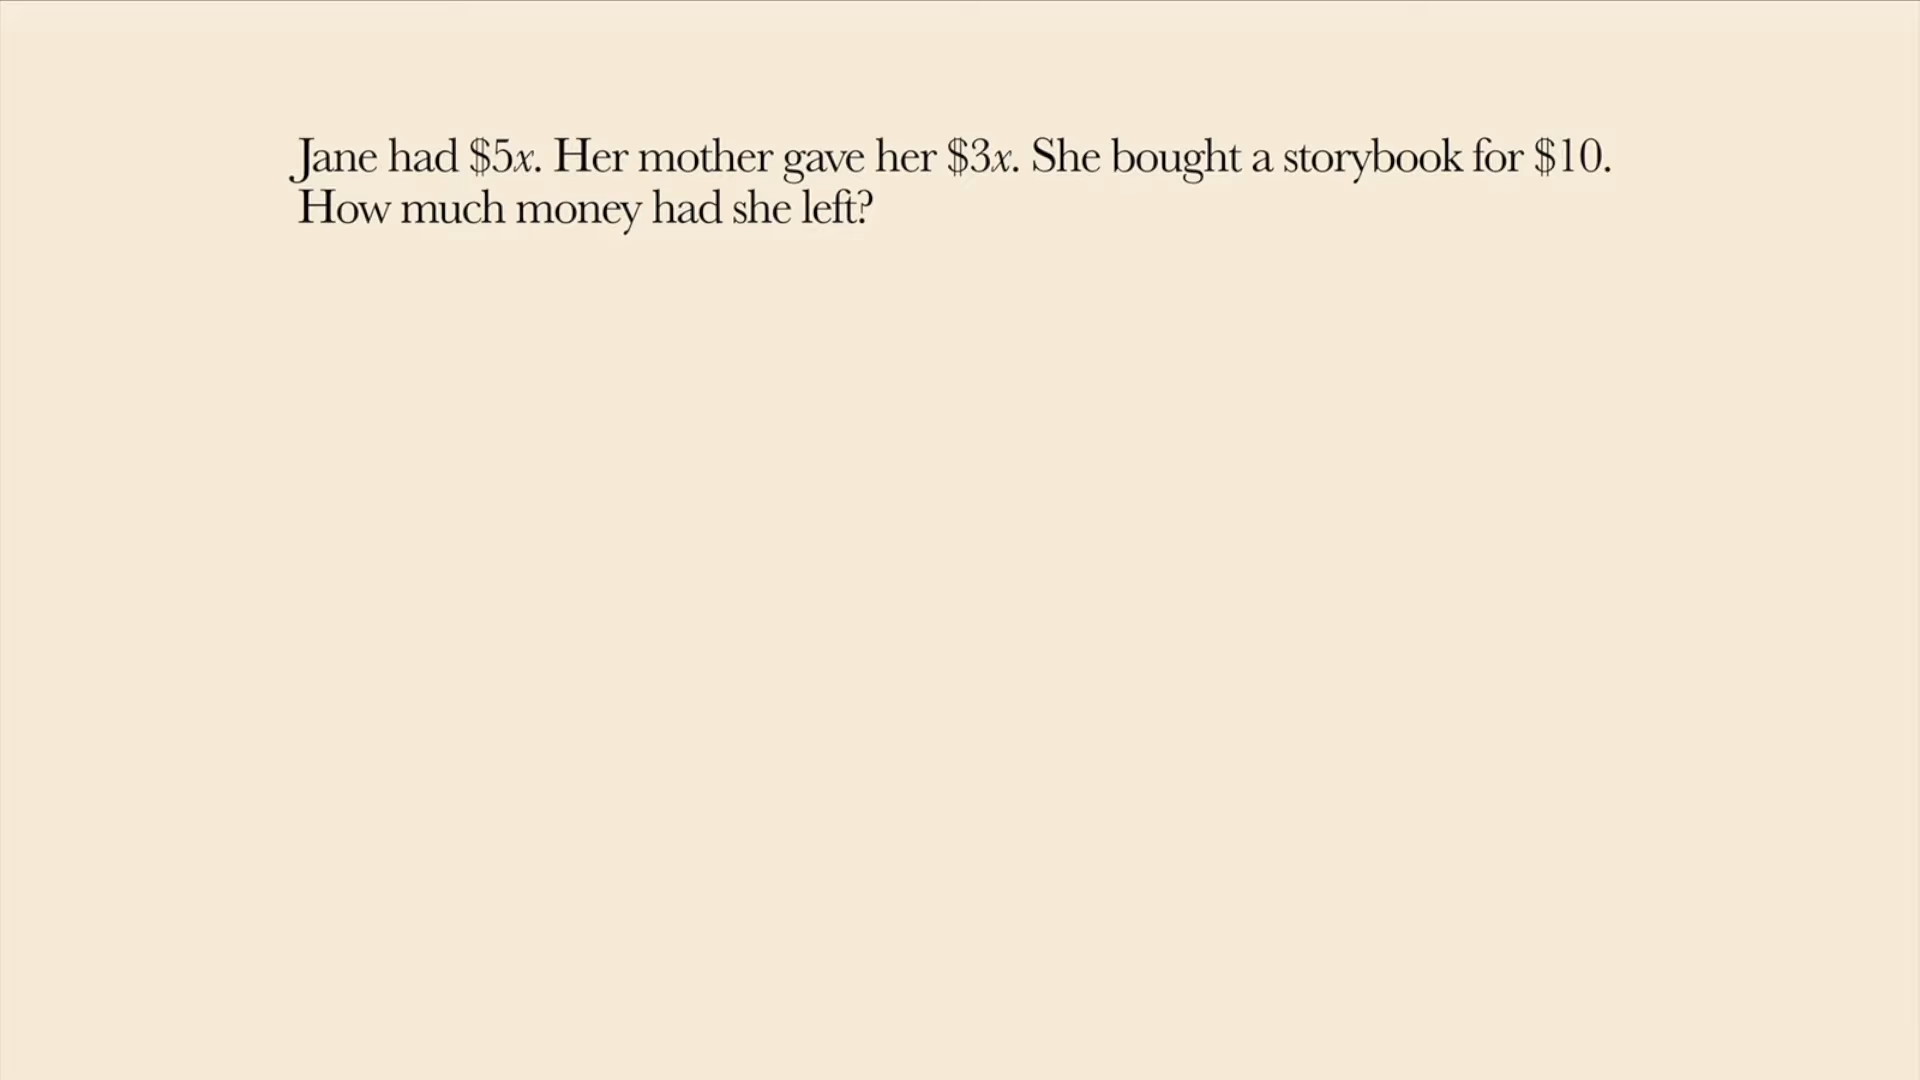 Jane had $5x. Her mother gave her $3x. She bought a storybook for $10.
How much money had she left?